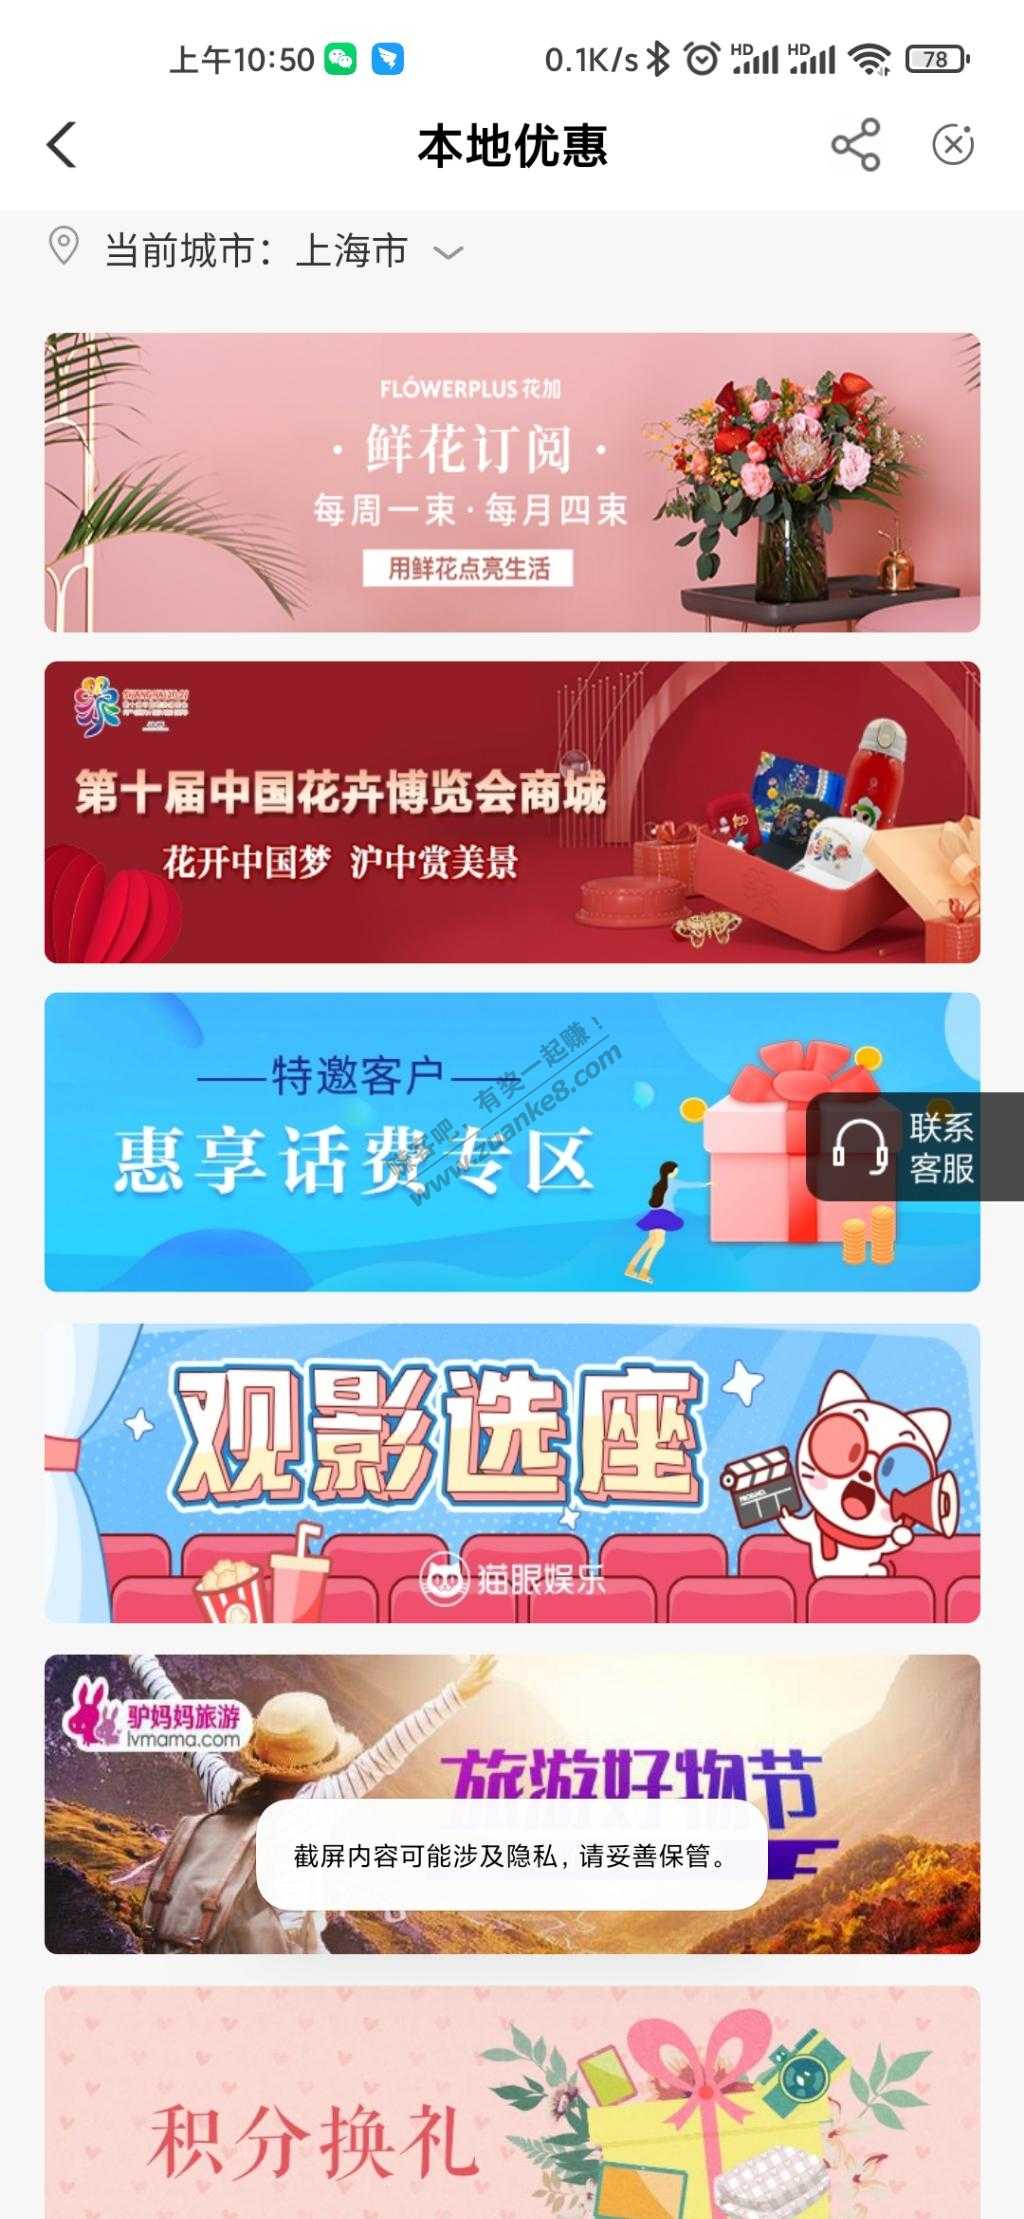 上午10:50
0.1K/s HD HD 78
本地优惠
当前城市：上海市
FLOWERPLUS 花加
·鲜花订阅·
每周一束·每月四束
用鲜花点亮生活
第十届中国花卉博览会商城
花开中国梦 沪中赏美景
特邀客户
惠享话费专区
赚客吧，有奖一起赚！
www.zuanke8.com
联系
客服
观影选座
猫眼娱乐
驴妈妈旅游
lvmama.com
旅游好物节
截屏内容可能涉及隐私，请妥善保管。
积分换礼